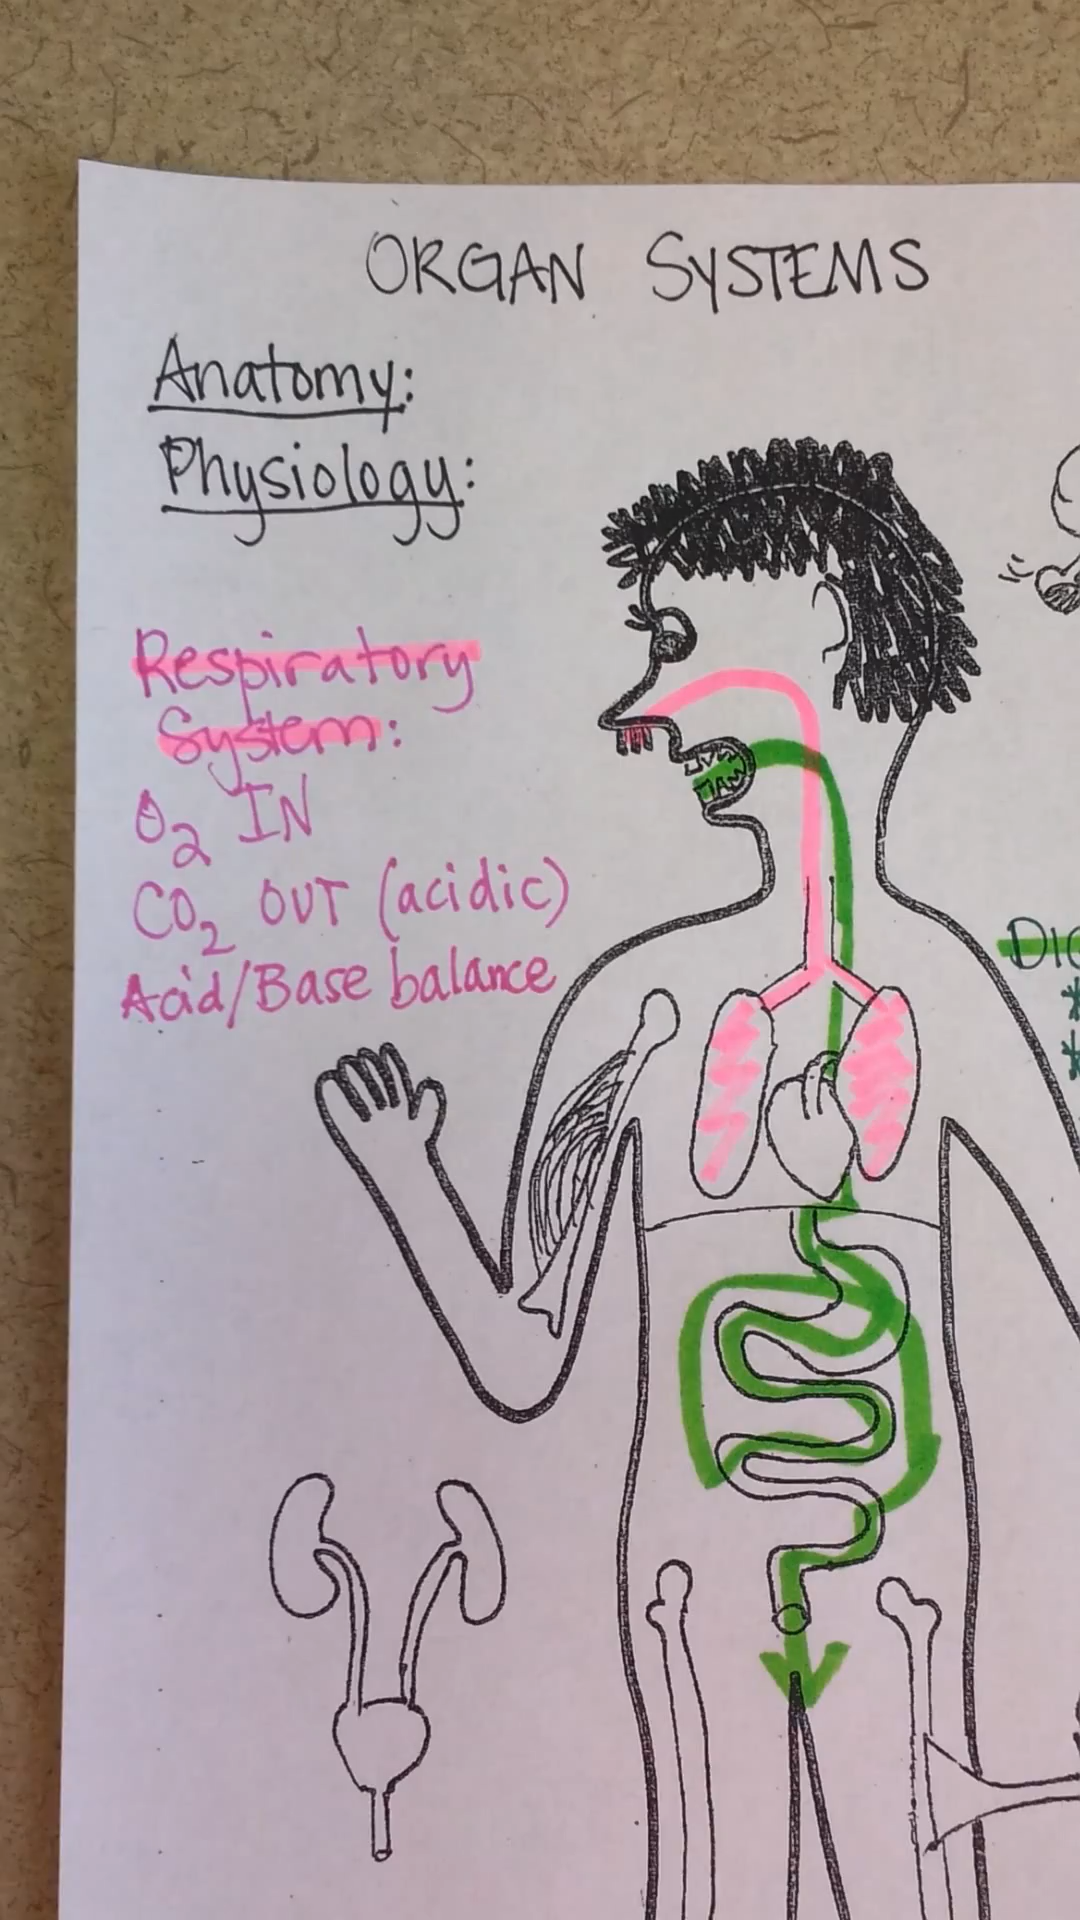 ORGAN SYSTEMS
Anatomy:
Physiology:
Respiratory
System:
O₂ IN
CO₂ OUT (acidic)
Acid/Base balance